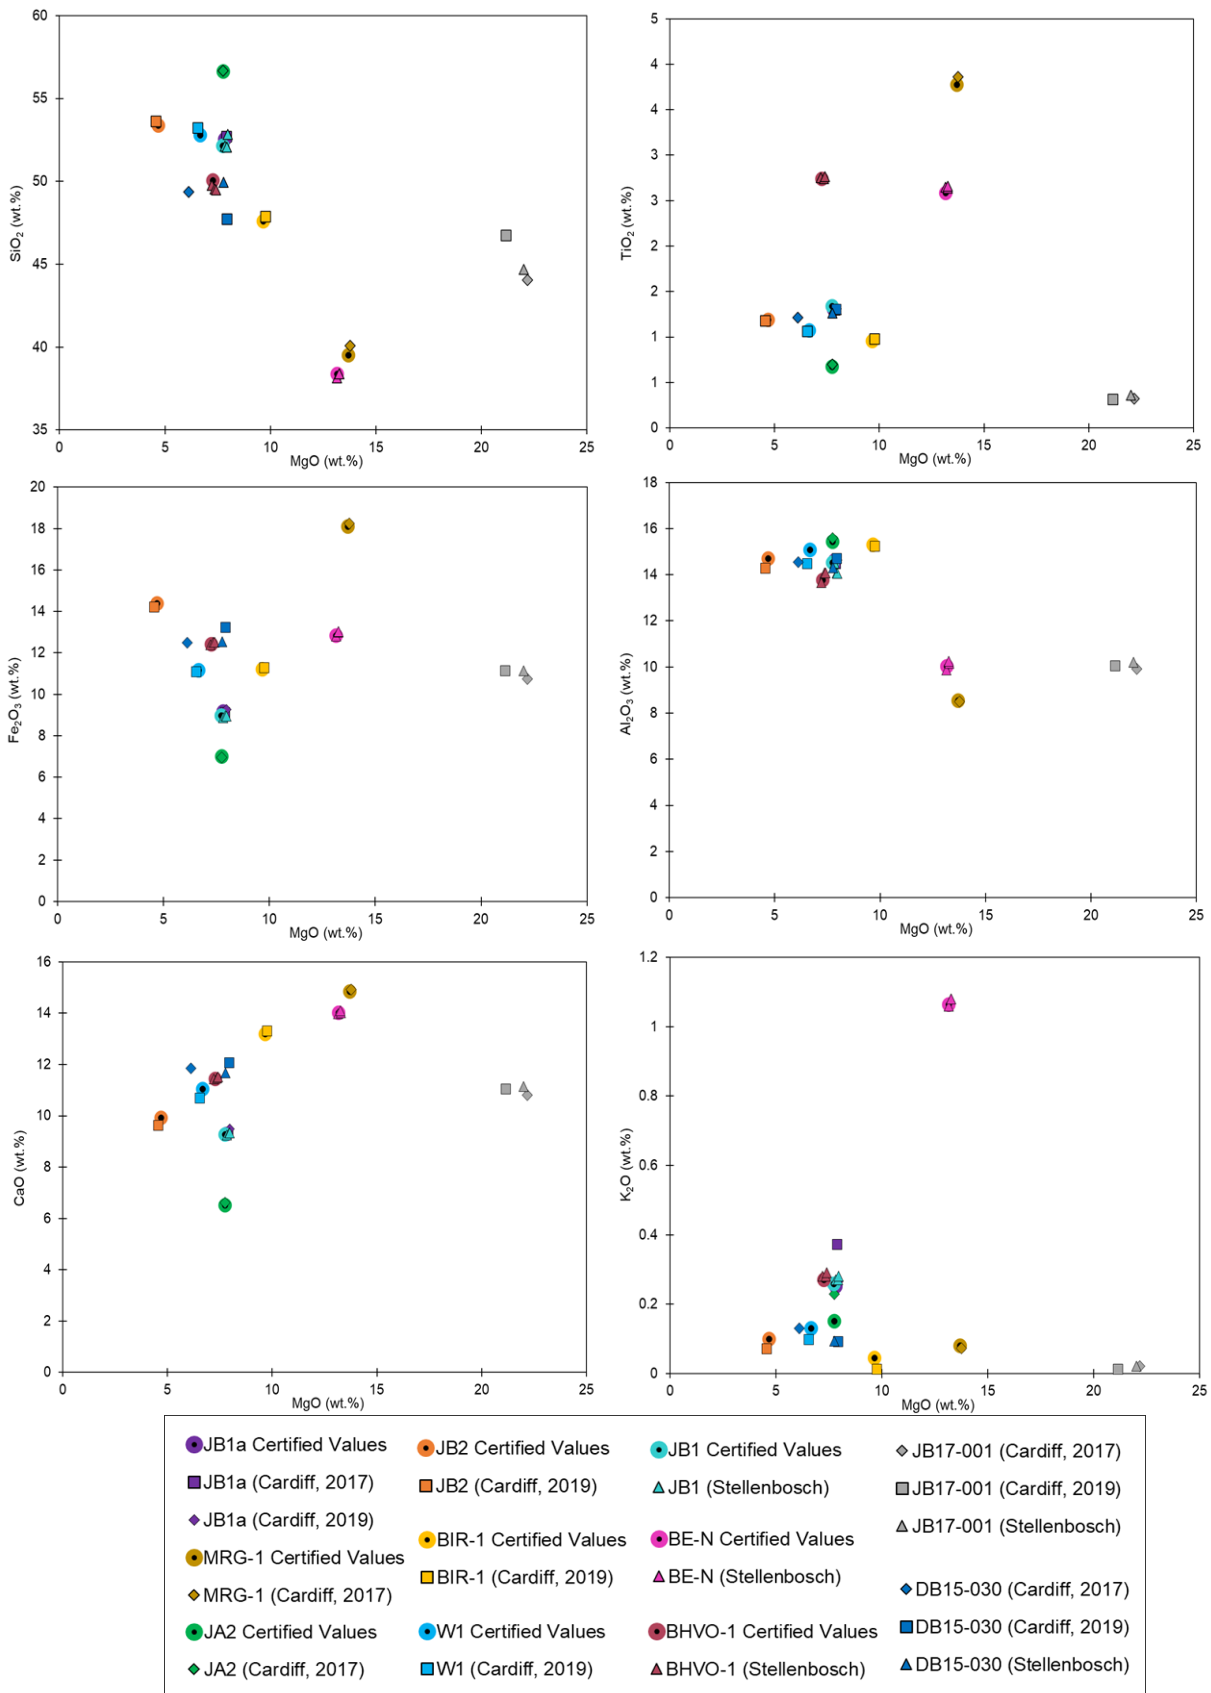 60
55
50
45
40
35
SiO₂ (wt.%)
0 5 10 15 20 25
MgO (wt.%)
5
4
4
3
3
2
2
1
1
0
TiO₂ (wt.%)
0 5 10 15 20 25
MgO (wt.%)
20
18
16
14
12
10
8
6
4
2
0
Fe₂O₃ (wt.%)
0 5 10 15 20 25
MgO (wt.%)
18
16
14
12
10
8
6
4
2
0
Al₂O₃ (wt.%)
0 5 10 15 20 25
MgO (wt.%)
16
14
12
10
8
6
4
2
0
CaO (wt.%)
0 5 10 15 20 25
MgO (wt.%)
1.2
1
0.8
0.6
0.4
0.2
0
K₂O (wt.%)
0 5 10 15 20 25
MgO (wt.%)
JB1a Certified Values
JB1a (Cardiff, 2017)
JB1a (Cardiff, 2019)
MRG-1 Certified Values
MRG-1 (Cardiff, 2017)
JA2 Certified Values
JA2 (Cardiff, 2017)
JB2 Certified Values
JB2 (Cardiff, 2019)
BIR-1 Certified Values
BIR-1 (Cardiff, 2019)
W1 Certified Values
W1 (Cardiff, 2019)
JB1 Certified Values
JB1 (Stellenbosch)
BE-N Certified Values
BE-N (Stellenbosch)
BHVO-1 Certified Values
BHVO-1 (Stellenbosch)
JB17-001 (Cardiff, 2017)
JB17-001 (Cardiff, 2019)
JB17-001 (Stellenbosch)
DB15-030 (Cardiff, 2017)
DB15-030 (Cardiff, 2019)
DB15-030 (Stellenbosch)